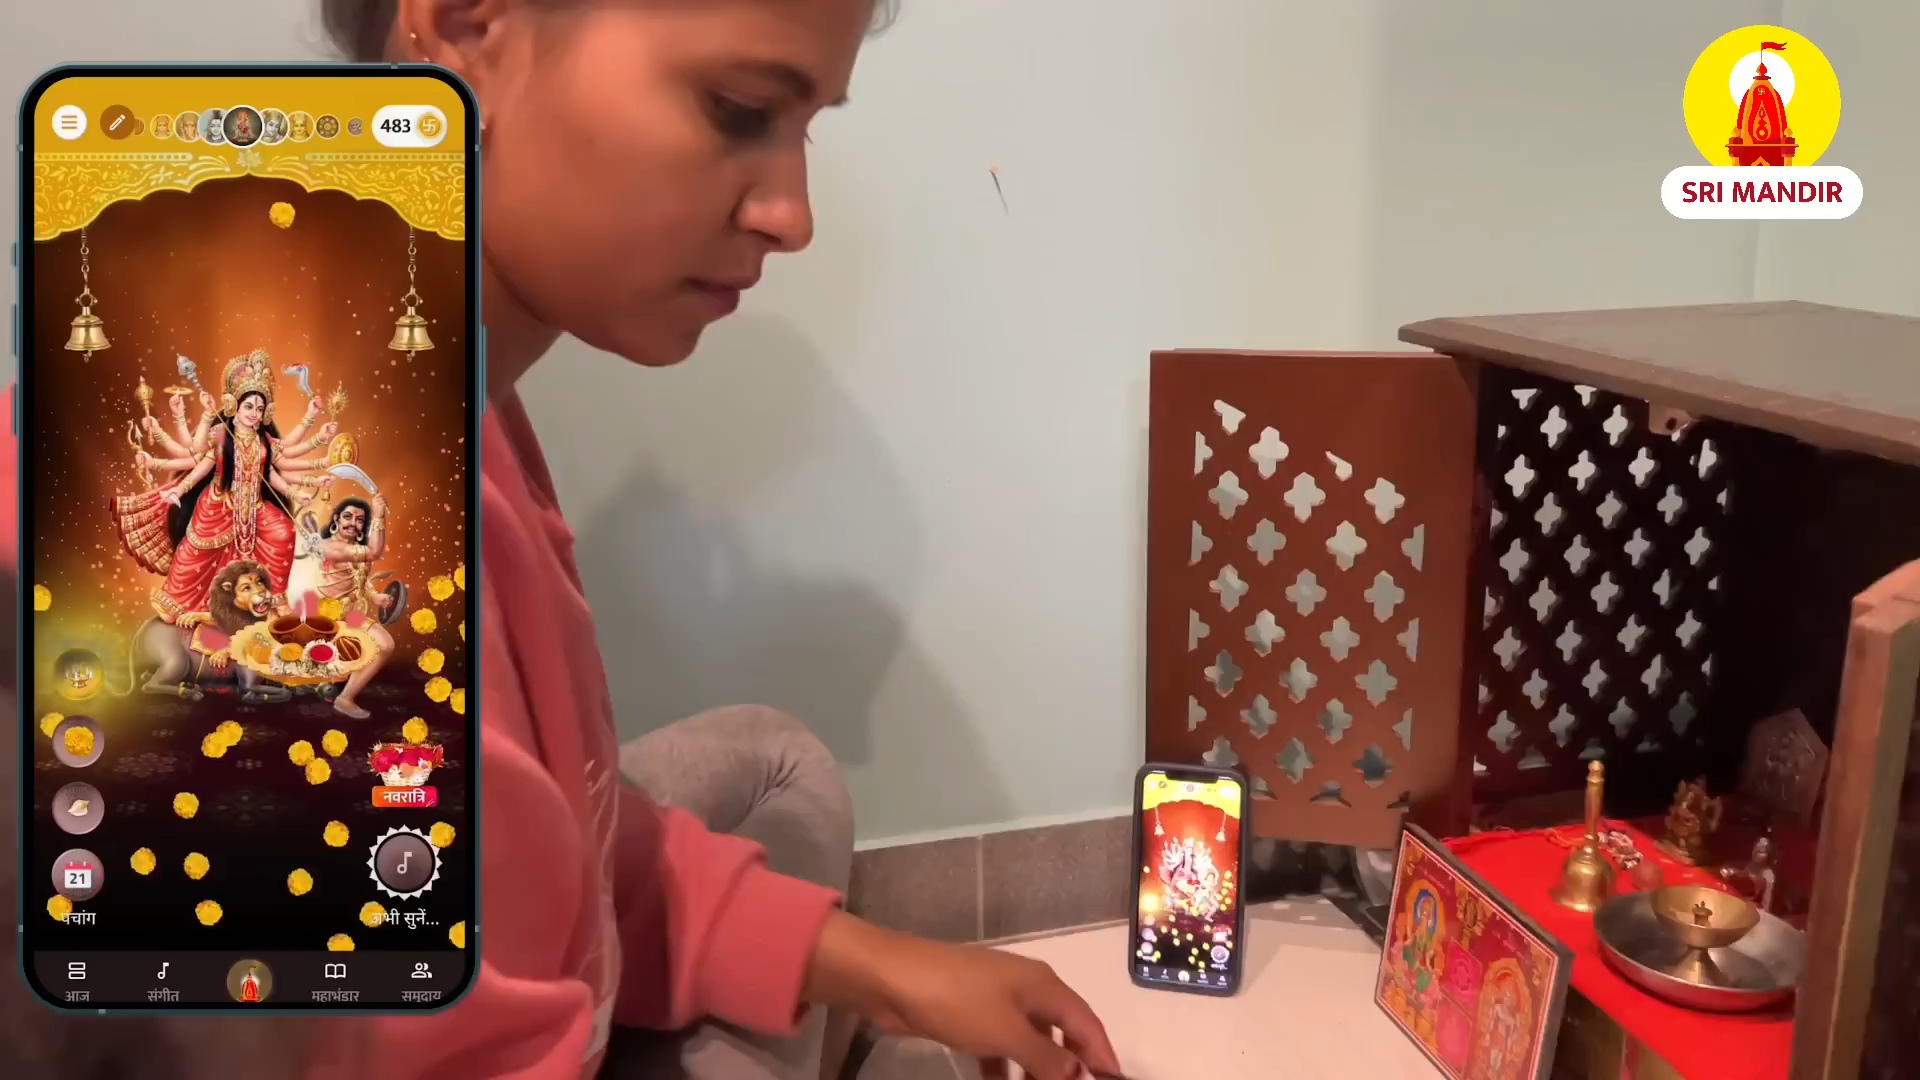 483
SRI MANDIR
नवरात्रि
21
पंचांग
अभी सुनें...
आज
संगीत
महाभंडार
समुदाय